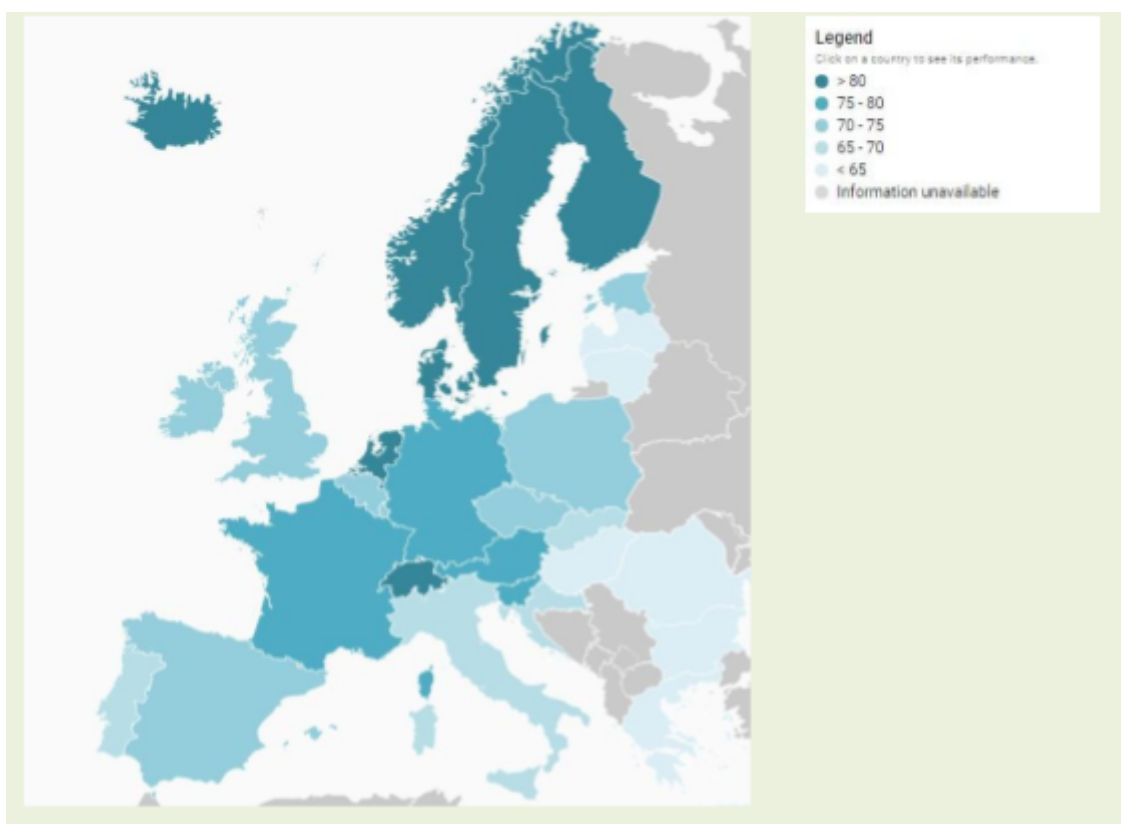 Legend
Click on a country to see its performance.
> 80
75 - 80
70 - 75
65 - 70
< 65
Information unavailable